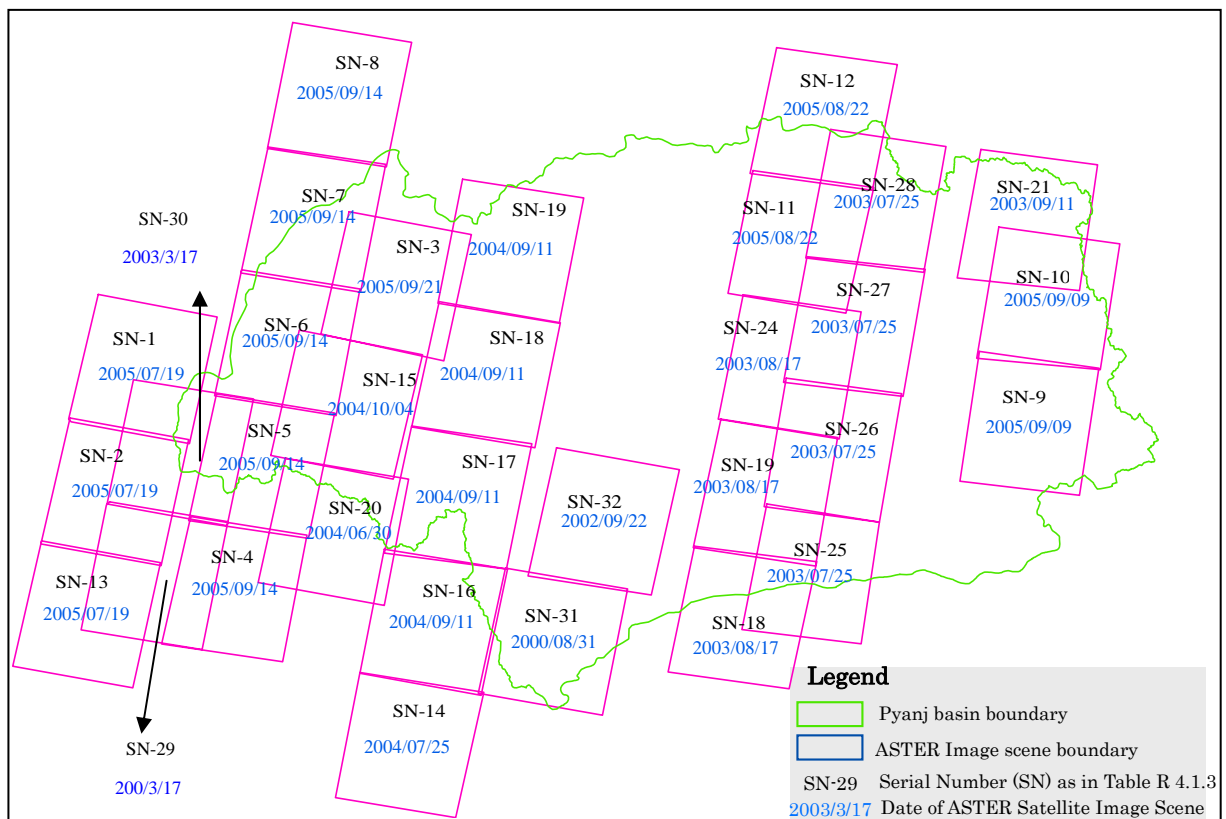 SN-8
2005/09/14
SN-12
2005/08/22
SN-7
2005/09/14
SN-28
2003/07/25
SN-21
2003/09/11
SN-30
2003/3/17
SN-3
2005/09/21
SN-19
2004/09/11
SN-11
2005/08/22
SN-10
2005/09/09
SN-1
2005/07/19
SN-6
2005/09/14
SN-18
2004/09/11
SN-24
2003/08/17
SN-27
2003/07/25
SN-15
2004/10/04
SN-9
2005/09/09
SN-2
2005/07/19
SN-5
2005/09/14
SN-17
2004/09/11
SN-26
2003/07/25
SN-19
2003/08/17
SN-20
2004/06/30
SN-32
2002/09/22
SN-13
2005/07/19
SN-4
2005/09/14
SN-25
2003/07/25
SN-16
2004/09/11
SN-31
2000/08/31
SN-18
2003/08/17
SN-14
2004/07/25
SN-29
200/3/17
Legend
Pyanj basin boundary
ASTER Image scene boundary
SN-29 Serial Number (SN) as in Table R 4.1.3
2003/3/17 Date of ASTER Satellite Image Scene